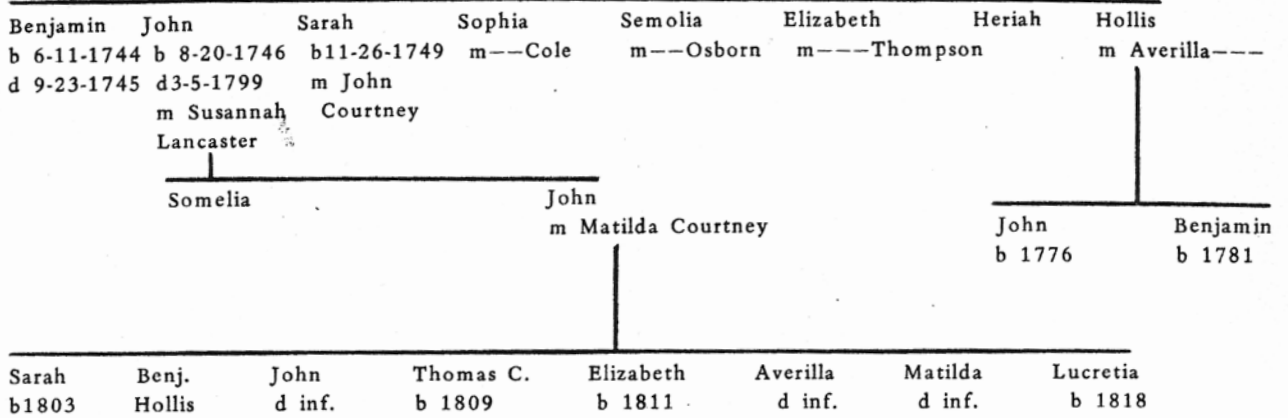 Benjamin John Sarah Sophia Semolia Elizabeth Heriah Hollis
b 6-11-1744 b 8-20-1746 b11-26-1749 m--Cole m--Osborn m---Thompson m Averilla---
d 9-23-1745 d3-5-1799 m John
m Susannah Courtney
Lancaster
Somelia John
m Matilda Courtney
John Benjamin
b 1776 b 1781
Sarah Benj. John Thomas C. Elizabeth Averilla Matilda Lucretia
b1803 Hollis d inf. b 1809 b 1811 d inf. d inf. b 1818